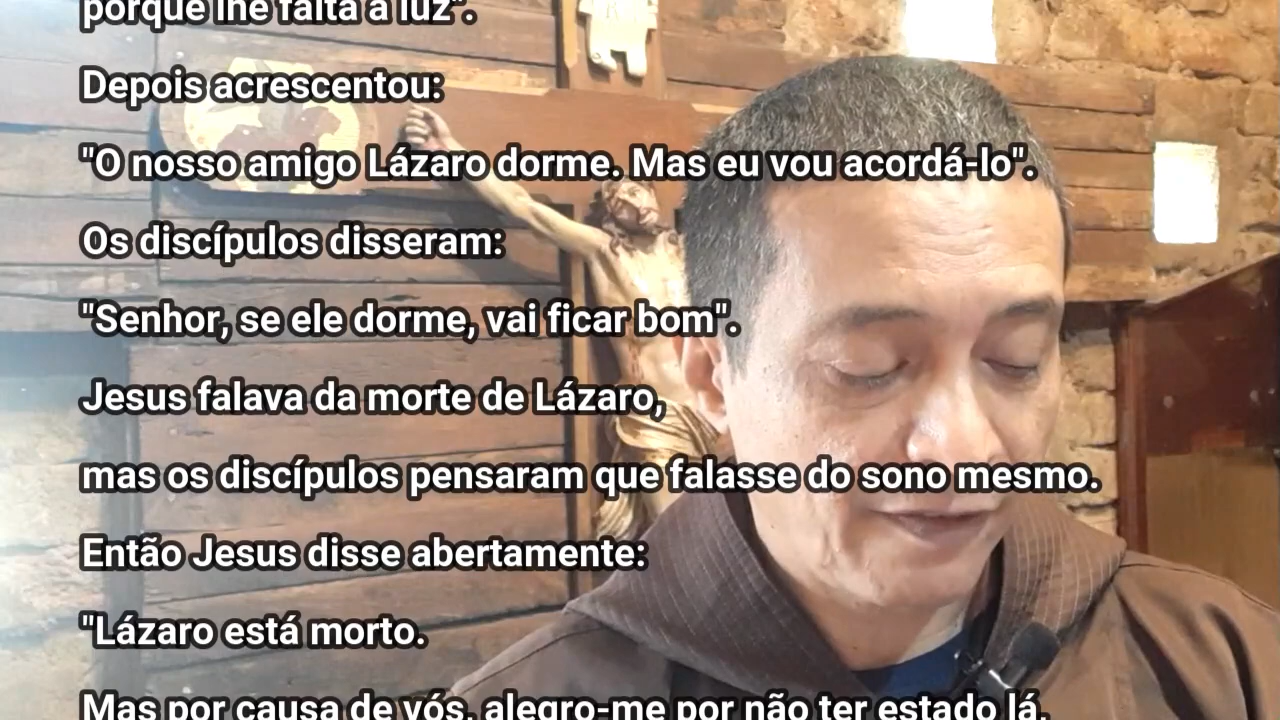 porque lhe falta a luz".
Depois acrescentou:
"O nosso amigo Lázaro dorme. Mas eu vou acordá-lo".
Os discípulos disseram:
"Senhor, se ele dorme, vai ficar bom".
Jesus falava da morte de Lázaro,
mas os discípulos pensaram que falasse do sono mesmo.
Então Jesus disse abertamente:
"Lázaro está morto.
Mas por causa de vós, alegro-me por não ter estado lá,